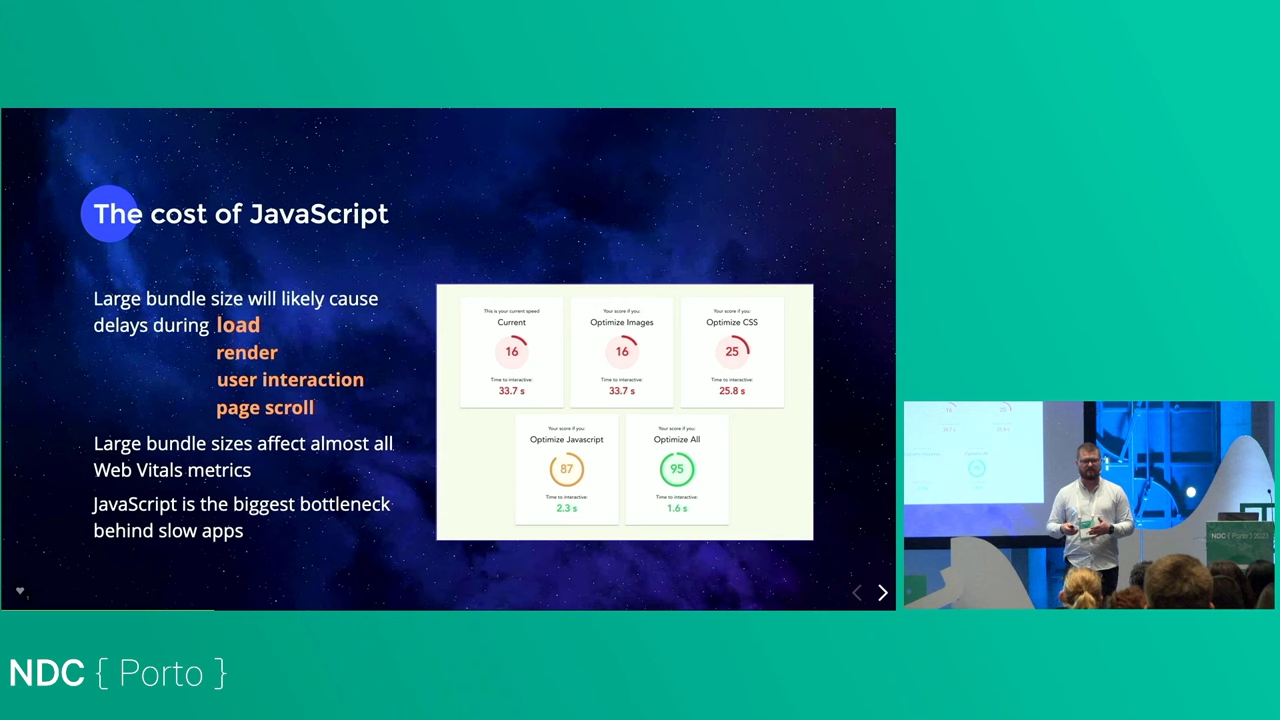 The cost of JavaScript
Large bundle size will likely cause
delays during load
render
user interaction
page scroll
Large bundle sizes affect almost all
Web Vitals metrics
JavaScript is the biggest bottleneck
behind slow apps
This is your current speed
Current
16
Time to interactive:
33.7 s
Your score if you:
Optimize Images
16
Time to interactive:
33.7 s
Your score if you:
Optimize CSS
25
Time to interactive:
25.8 s
Your score if you:
Optimize Javascript
87
Time to interactive:
2.3 s
Your score if you:
Optimize All
95
Time to interactive:
1.6 s
16
25
NDC { Porto } 2023
NDC { Porto }